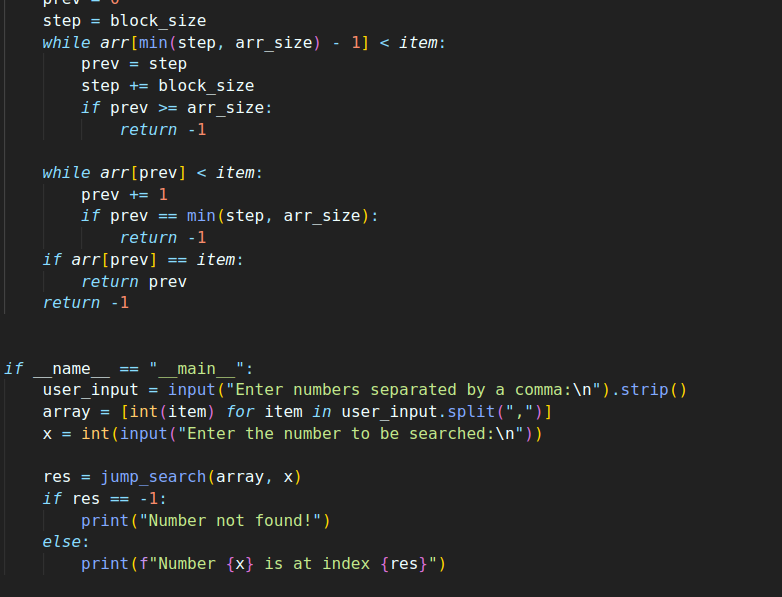 prev = 0
step = block_size
while arr[min(step, arr_size) - 1] < item:
prev = step
step += block_size
if prev >= arr_size:
return -1
while arr[prev] < item:
prev += 1
if prev == min(step, arr_size):
return -1
if arr[prev] == item:
return prev
return -1
if __name__ == "__main__":
user_input = input("Enter numbers separated by a comma:\n").strip()
array = [int(item) for item in user_input.split(",")]
x = int(input("Enter the number to be searched:\n"))
res = jump_search(array, x)
if res == -1:
print("Number not found!")
else:
print(f"Number {x} is at index {res}")